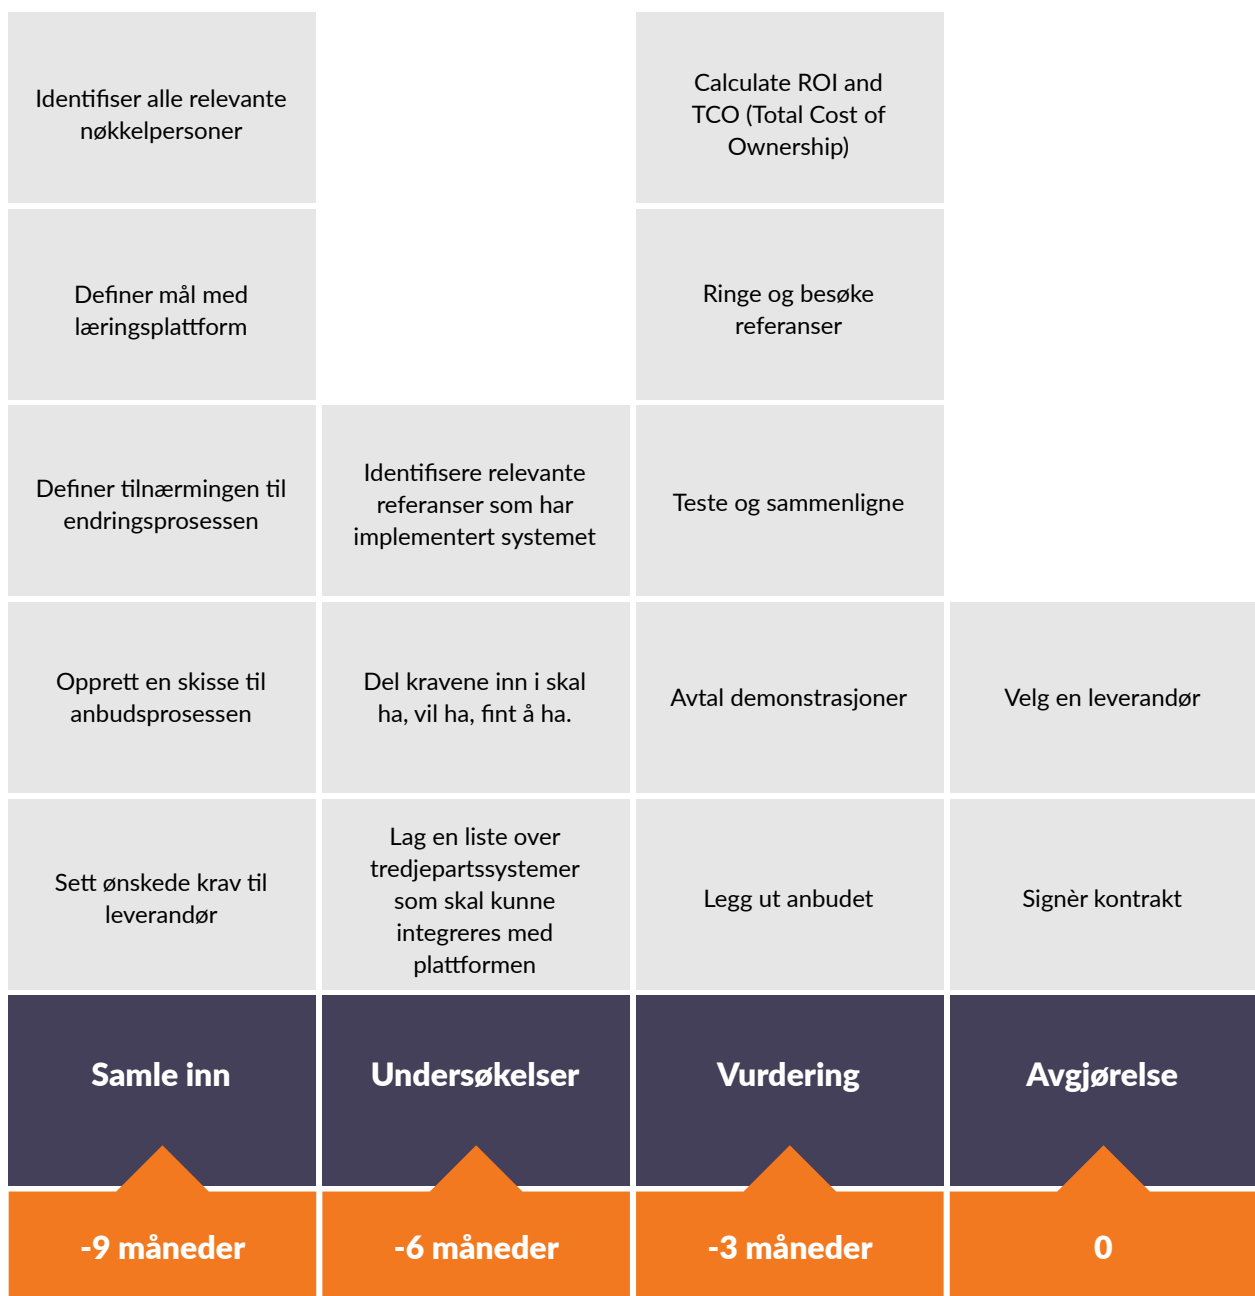 Identifiser alle relevante
nøkkelpersoner
Calculate ROI and
TCO (Total Cost of
Ownership)
Definer mål med
læringsplattform
Ringe og besøke
referanser
Definer tilnærmingen til
endringsprosessen
Identifisere relevante
referanser som har
implementert systemet
Teste og sammenligne
Opprett en skisse til
anbudsprosessen
Del kravene inn i skal
ha, vil ha, fint å ha.
Avtal demonstrasjoner
Velg en leverandør
Sett ønskede krav til
leverandør
Lag en liste over
tredjepartssystemer
som skal kunne
integreres med
plattformen
Legg ut anbudet
Signèr kontrakt
Samle inn
Undersøkelser
Vurdering
Avgjørelse
-9 måneder
-6 måneder
-3 måneder
0